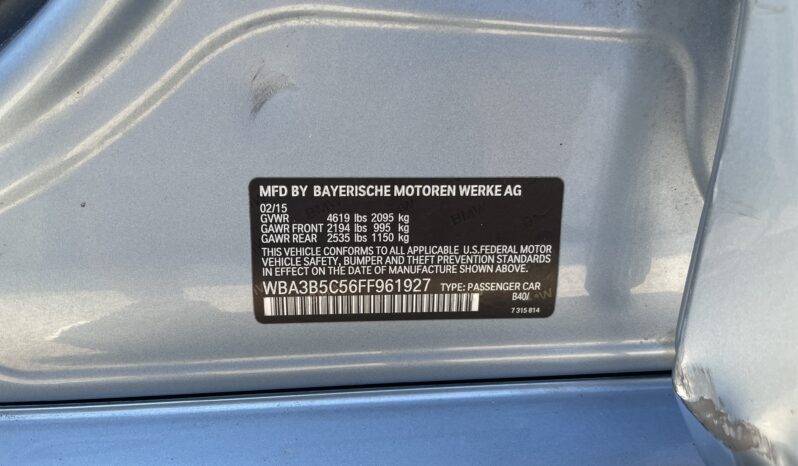 MFD BY BAYERISCHE MOTOREN WERKE AG
02/15
GVWR 4619 lbs 2095 kg
GAWR FRONT 2194 lbs 995 kg
GAWR REAR 2535 lbs 1150 kg
THIS VEHICLE CONFORMS TO ALL APPLICABLE U.S.FEDERAL MOTOR
VEHICLE SAFETY, BUMPER AND THEFT PREVENTION STANDARDS
IN EFFECT ON THE DATE OF MANUFACTURE SHOWN ABOVE.
WBA3B5C56FF961927 TYPE: PASSENGER CAR
B40/
7 315 814